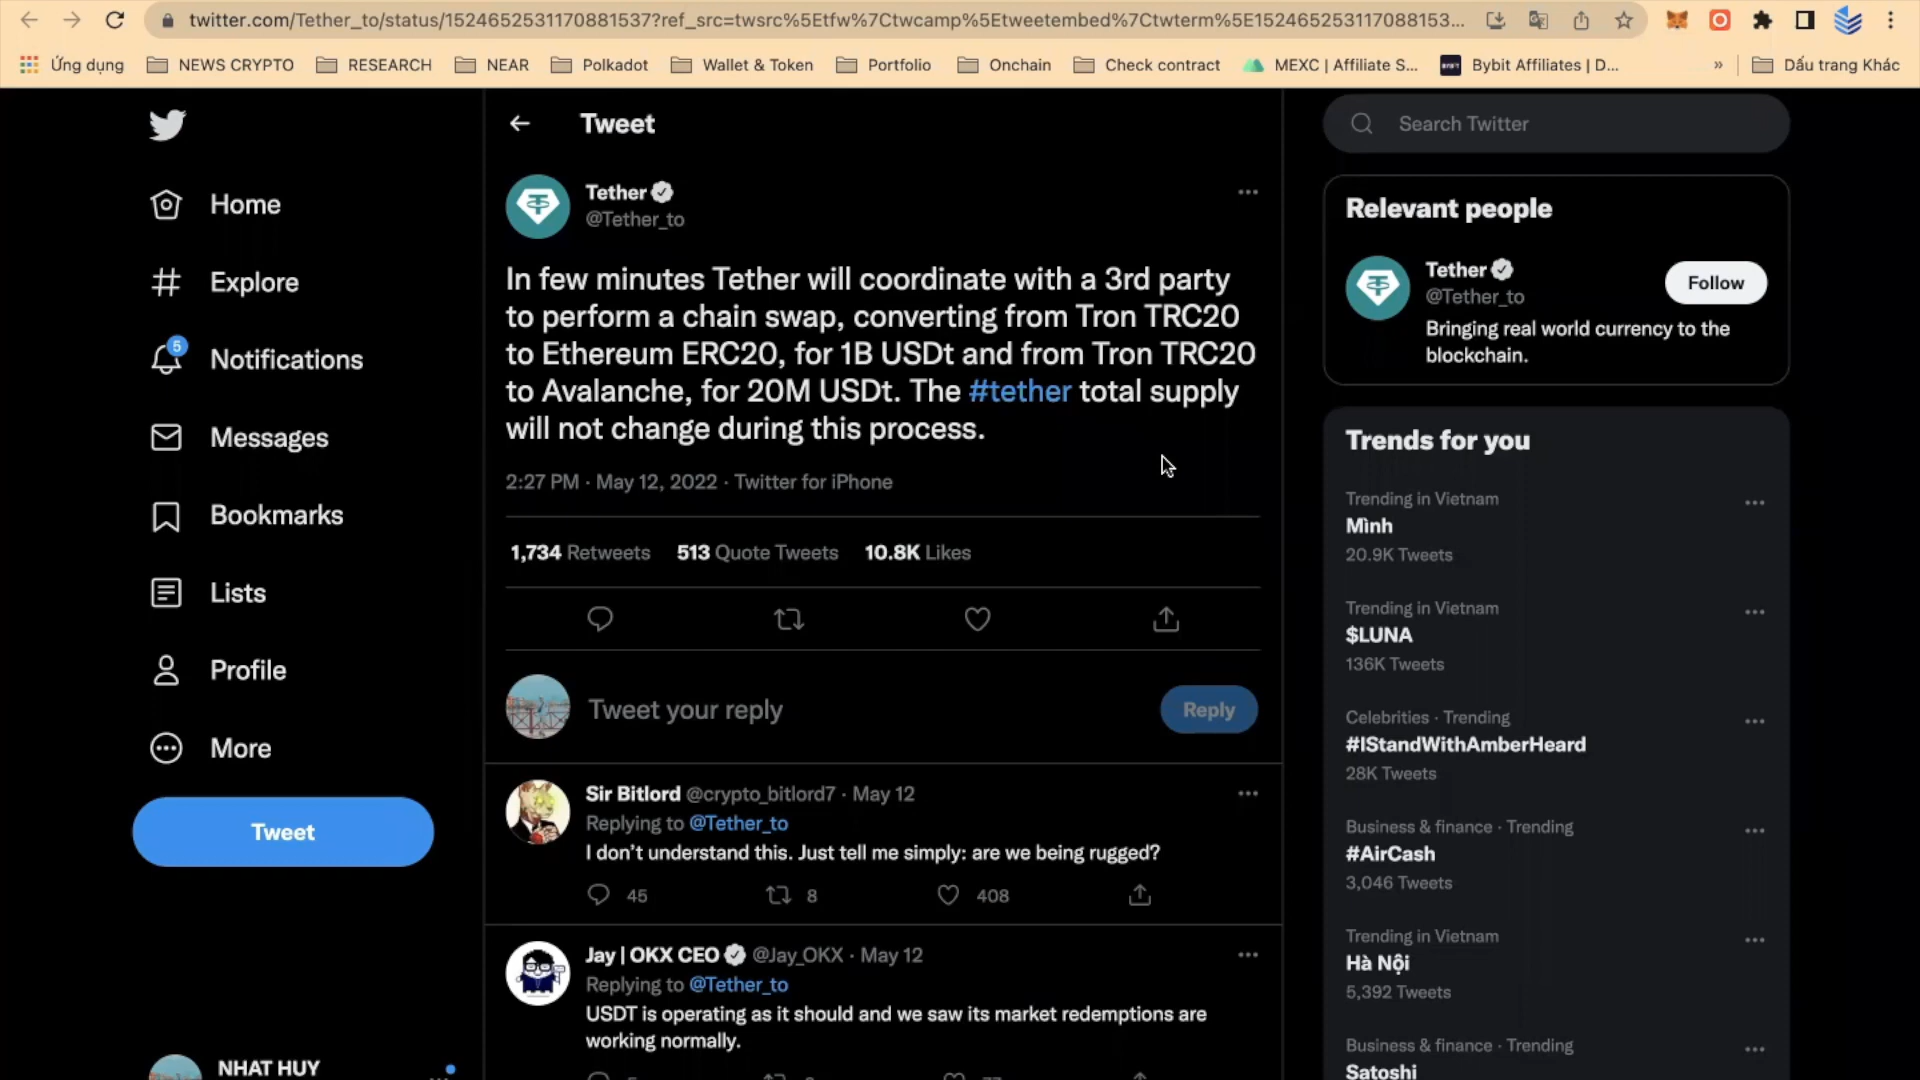 twitter.com/Tether_to/status/1524652531170881537?ref_src=twsrc%5Etfw%7Ctwcamp%5Etweetembed%7Ctwterm%5E152465253117088153...
Ứng dụng NEWS CRYPTO RESEARCH NEAR Polkadot Wallet & Token Portfolio Onchain Check contract MEXC | Affiliate S... Bybit Affiliates | D... » Dấu trang Khác
Home
Explore
5
Notifications
Messages
Bookmarks
Lists
Profile
More
Tweet
NHAT HUY
Tweet
Tether
@Tether_to
In few minutes Tether will coordinate with a 3rd party
to perform a chain swap, converting from Tron TRC20
to Ethereum ERC20, for 1B USDt and from Tron TRC20
to Avalanche, for 20M USDt. The #tether total supply
will not change during this process.
2:27 PM · May 12, 2022 · Twitter for iPhone
1,734 Retweets 513 Quote Tweets 10.8K Likes
Tweet your reply
Reply
Sir Bitlord @crypto_bitlord7 · May 12
Replying to @Tether_to
I don't understand this. Just tell me simply: are we being rugged?
45 8 408
Jay | OKX CEO @Jay_OKX · May 12
Replying to @Tether_to
USDT is operating as it should and we saw its market redemptions are
working normally.
Search Twitter
Relevant people
Tether
@Tether_to
Follow
Bringing real world currency to the
blockchain.
Trends for you
Trending in Vietnam
Mình
20.9K Tweets
Trending in Vietnam
$LUNA
136K Tweets
Celebrities · Trending
#IStandWithAmberHeard
28K Tweets
Business & finance · Trending
#AirCash
3,046 Tweets
Trending in Vietnam
Hà Nội
5,392 Tweets
Business & finance · Trending
Satoshi